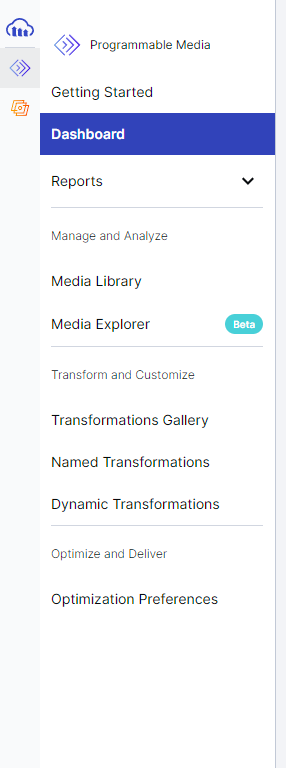 Programmable Media
Getting Started
Dashboard
Reports
Manage and Analyze
Media Library
Media Explorer Beta
Transform and Customize
Transformations Gallery
Named Transformations
Dynamic Transformations
Optimize and Deliver
Optimization Preferences